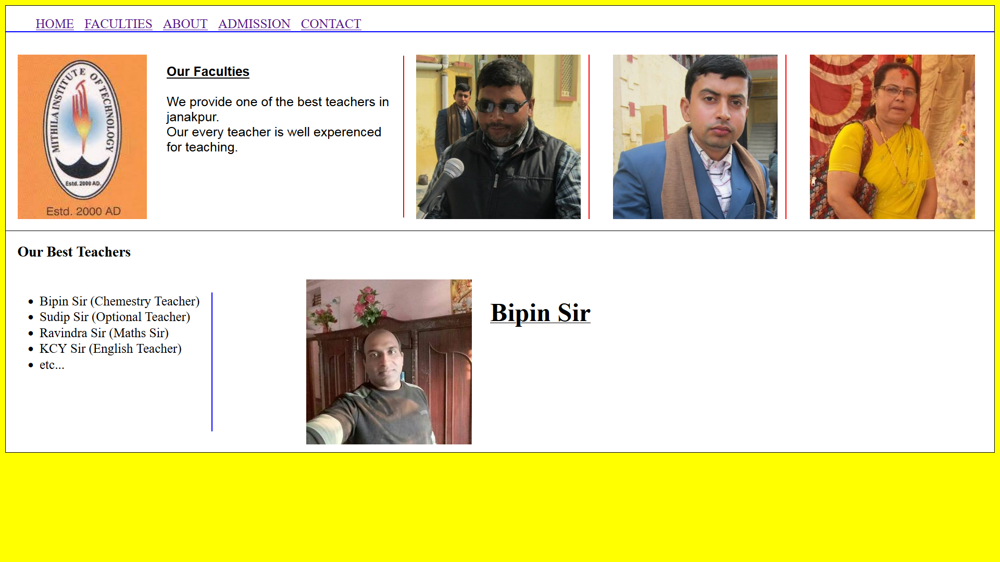 HOME FACULTIES ABOUT ADMISSION CONTACT
MITHILA INSTITUTE OF TECHNOLOGY
Estd. 2000 AD.
Estd. 2000 AD
Our Faculties
We provide one of the best teachers in
janakpur.
Our every teacher is well experenced
for teaching.
Our Best Teachers
Bipin Sir (Chemestry Teacher)
Sudip Sir (Optional Teacher)
Ravindra Sir (Maths Sir)
KCY Sir (English Teacher)
etc...
Bipin Sir